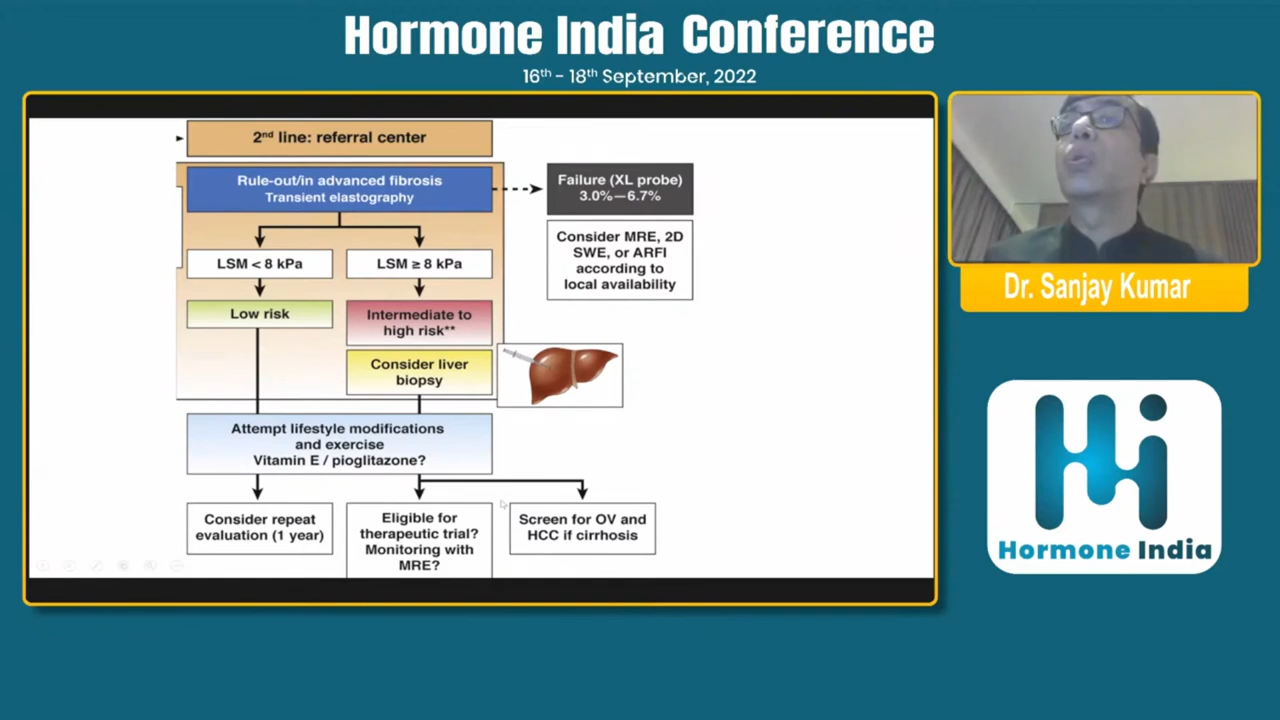 Hormone India Conference
16th - 18th September, 2022
2nd line: referral center
Rule-out/in advanced fibrosis
Transient elastography
Failure (XL probe)
3.0%—6.7%
Consider MRE, 2D
SWE, or ARFI
according to
local availability
LSM < 8 kPa
LSM ≥ 8 kPa
Low risk
Intermediate to
high risk**
Consider liver
biopsy
Attempt lifestyle modifications
and exercise
Vitamin E / pioglitazone?
Consider repeat
evaluation (1 year)
Eligible for
therapeutic trial?
Monitoring with
MRE?
Screen for OV and
HCC if cirrhosis
Dr. Sanjay Kumar
Hi
Hormone India